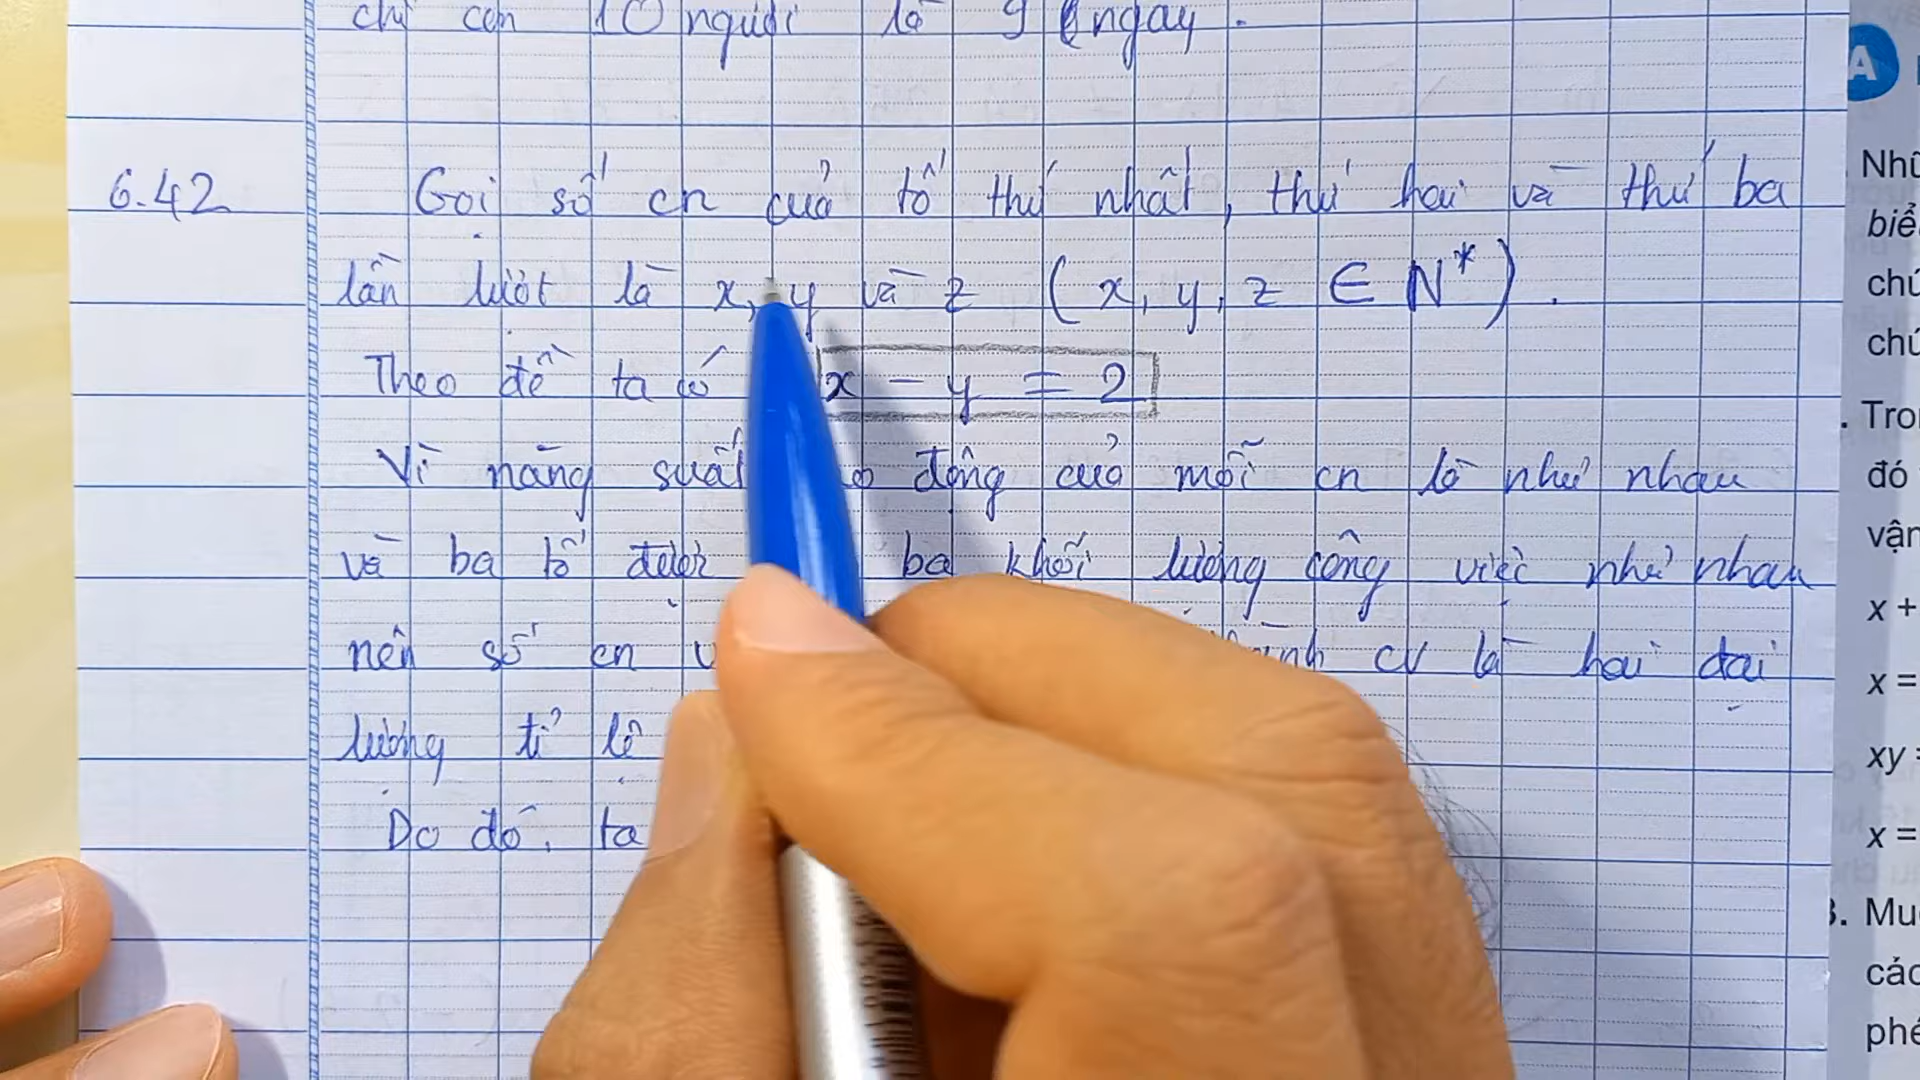 chỉ còn 10 người là 9 ngày.
6.42 Gọi số cn của tổ thứ nhất, thứ hai và thứ ba
lần lượt là x, y và z (x, y, z ∈ N*).
Theo đề ta có x - y = 2
Vì năng suất động của mỗi cn là như nhau
và ba tổ được ba khối lượng công việc như nhau
nên số cn cv là hai đại
lượng tỉ lệ
Do đó, ta
A
Nhữ
biể
chú
chú
Tro
đó
vận
x +
x =
xy =
x =
3. Mu
các
phé